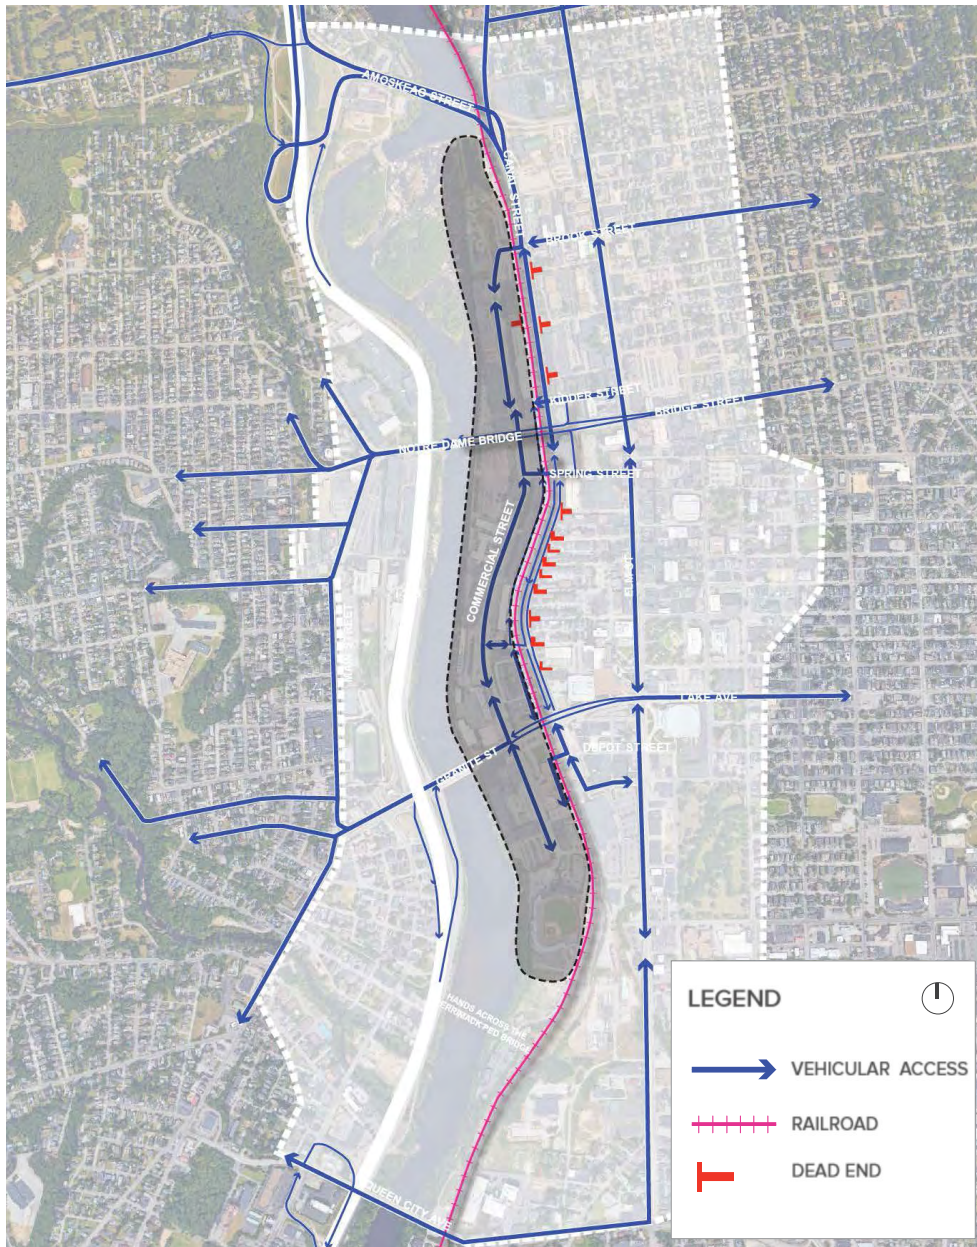 AMOSKEAG STREET
CANAL STREET
BROOK STREET
KIDDER STREET
BRIDGE STREET
NOTRE DAME BRIDGE
SPRING STREET
COMMERCIAL STREET
ELM ST
LAKE AVE
DEPOT STREET
GRANITE ST
HANDS ACROSS THE
MERRIMACK PED BRIDGE
QUEEN CITY AVE
LEGEND
VEHICULAR ACCESS
RAILROAD
DEAD END